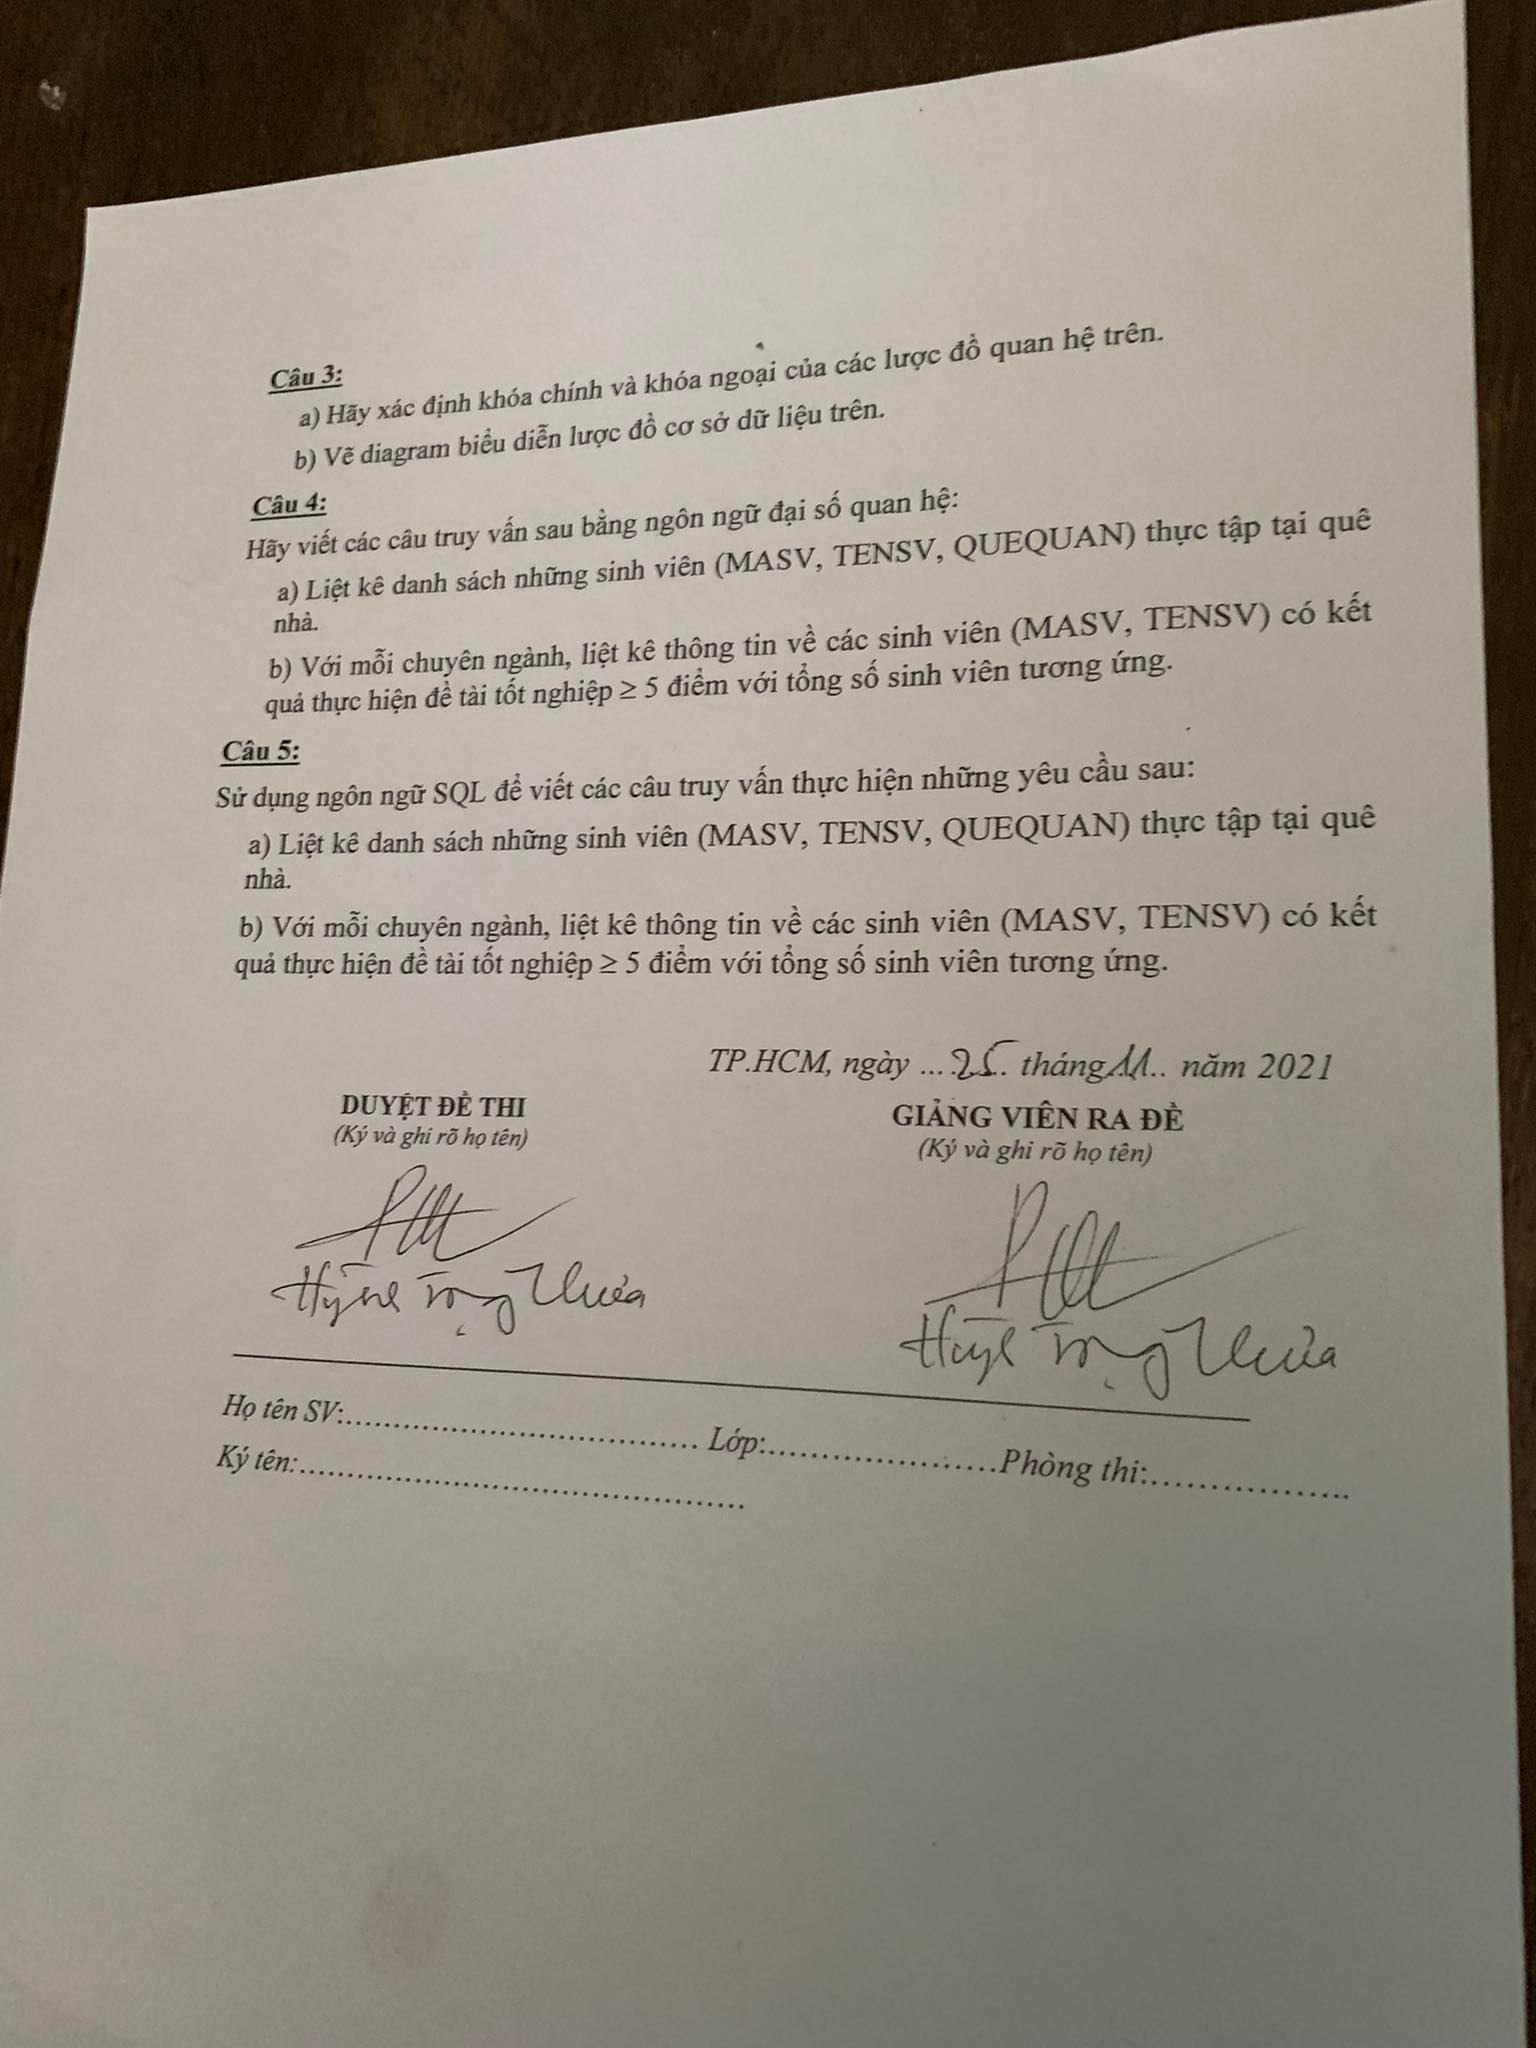 Câu 3:
a) Hãy xác định khóa chính và khóa ngoại của các lược đồ quan hệ trên.
b) Vẽ diagram biểu diễn lược đồ cơ sở dữ liệu trên.
Câu 4:
Hãy viết các câu truy vấn sau bằng ngôn ngữ đại số quan hệ:
a) Liệt kê danh sách những sinh viên (MASV, TENSV, QUEQUAN) thực tập tại quê
nhà.
b) Với mỗi chuyên ngành, liệt kê thông tin về các sinh viên (MASV, TENSV) có kết
quả thực hiện đề tài tốt nghiệp ≥ 5 điểm với tổng số sinh viên tương ứng.
Câu 5:
Sử dụng ngôn ngữ SQL để viết các câu truy vấn thực hiện những yêu cầu sau:
a) Liệt kê danh sách những sinh viên (MASV, TENSV, QUEQUAN) thực tập tại quê
nhà.
b) Với mỗi chuyên ngành, liệt kê thông tin về các sinh viên (MASV, TENSV) có kết
quả thực hiện đề tài tốt nghiệp ≥ 5 điểm với tổng số sinh viên tương ứng.
TP.HCM, ngày ...25.. tháng 11.. năm 2021
DUYỆT ĐỀ THI
(Ký và ghi rõ họ tên)
GIẢNG VIÊN RA ĐỀ
(Ký và ghi rõ họ tên)
Huỳnh Trọng Thưa
Huỳnh Trọng Thưa
Họ tên SV:.......................................... Lớp:........................Phòng thi:....................
Ký tên:....................................................